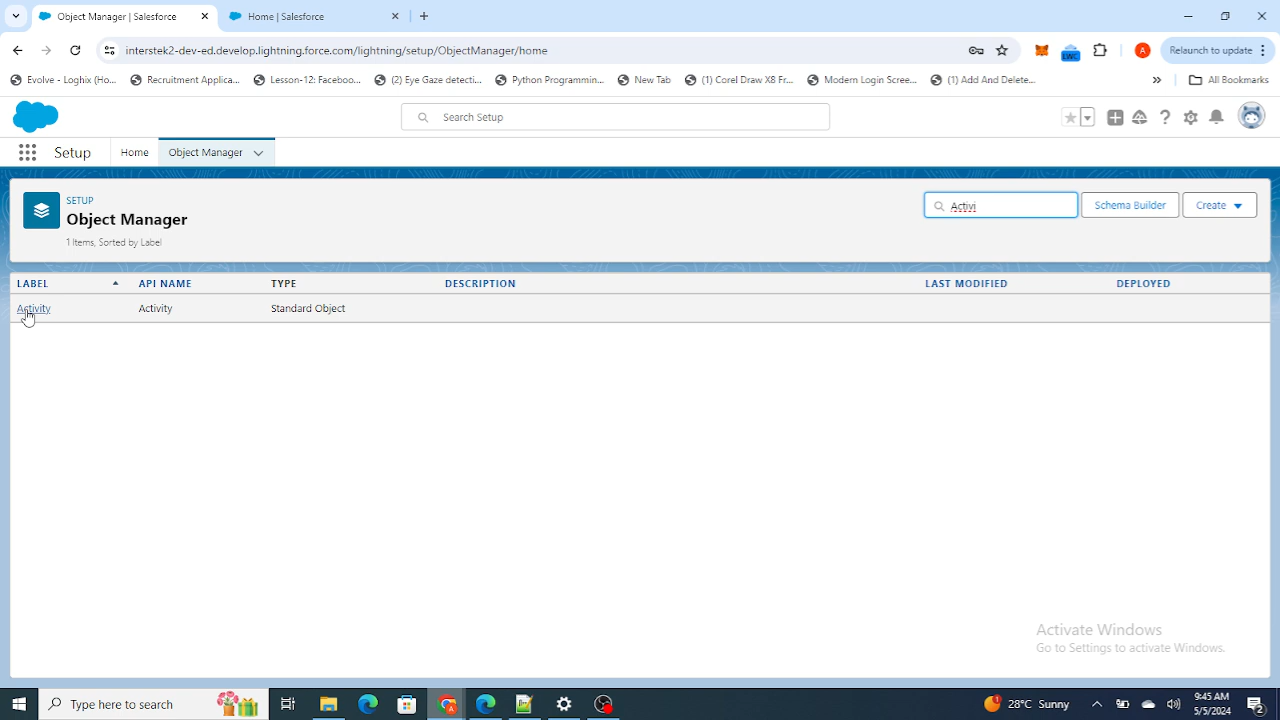 Object Manager | Salesforce
Home | Salesforce
interstek2-dev-ed.develop.lightning.force.com/lightning/setup/ObjectManager/home
A
Relaunch to update
Evolve - Loghix (Ho...
Recruitment Applica...
Lesson-12: Faceboo...
(2) Eye Gaze detecti...
Python Programmin...
New Tab
(1) Corel Draw X8 Fr...
Modern Login Scree...
(1) Add And Delete...
»
All Bookmarks
LWC
Search Setup
Setup
Home
Object Manager
SETUP
Object Manager
1 Items, Sorted by Label
Activi
Schema Builder
Create
LABEL API NAME TYPE DESCRIPTION LAST MODIFIED DEPLOYED
Activity Activity Standard Object
Activate Windows
Go to Settings to activate Windows.
Type here to search
A
28°C Sunny
9:45 AM
5/5/2024
2